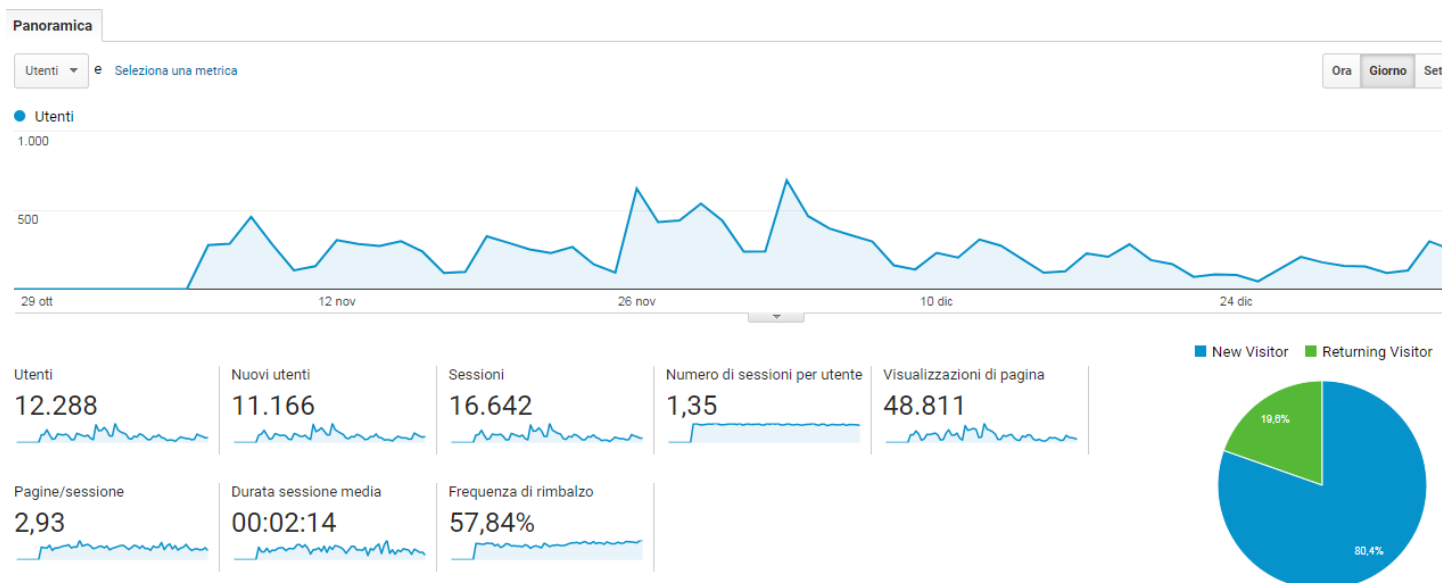 Panoramica
Utenti e Seleziona una metrica
Ora Giorno Set
Utenti
1.000
500
29 ott 12 nov 26 nov 10 dic 24 dic
New Visitor Returning Visitor
Utenti Nuovi utenti Sessioni Numero di sessioni per utente Visualizzazioni di pagina
12.288 11.166 16.642 1,35 48.811
19,6%
Pagine/sessione Durata sessione media Frequenza di rimbalzo
2,93 00:02:14 57,84%
80,4%